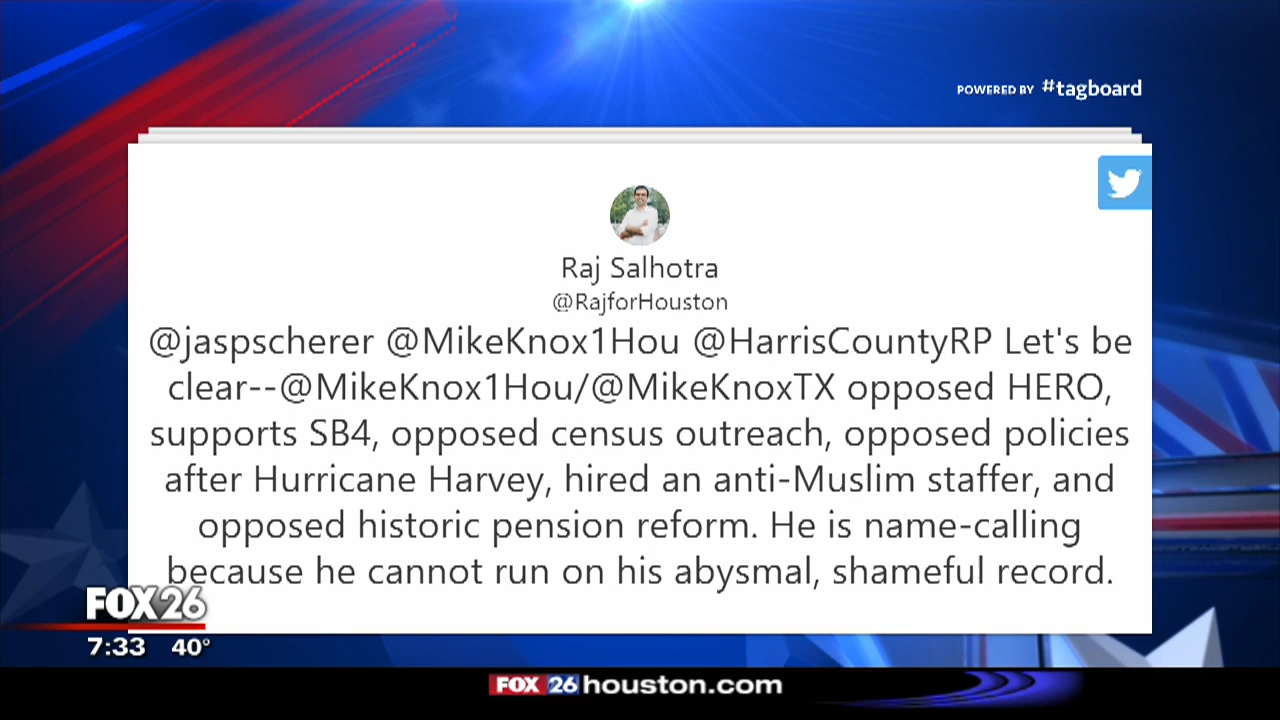 POWERED BY #tagboard
Raj Salhotra
@RajforHouston
@jaspscherer @MikeKnox1Hou @HarrisCountyRP Let's be
clear--@MikeKnox1Hou/@MikeKnoxTX opposed HERO,
supports SB4, opposed census outreach, opposed policies
after Hurricane Harvey, hired an anti-Muslim staffer, and
opposed historic pension reform. He is name-calling
because he cannot run on his abysmal, shameful record.
FOX 26
7:33 40°
FOX 26 houston.com